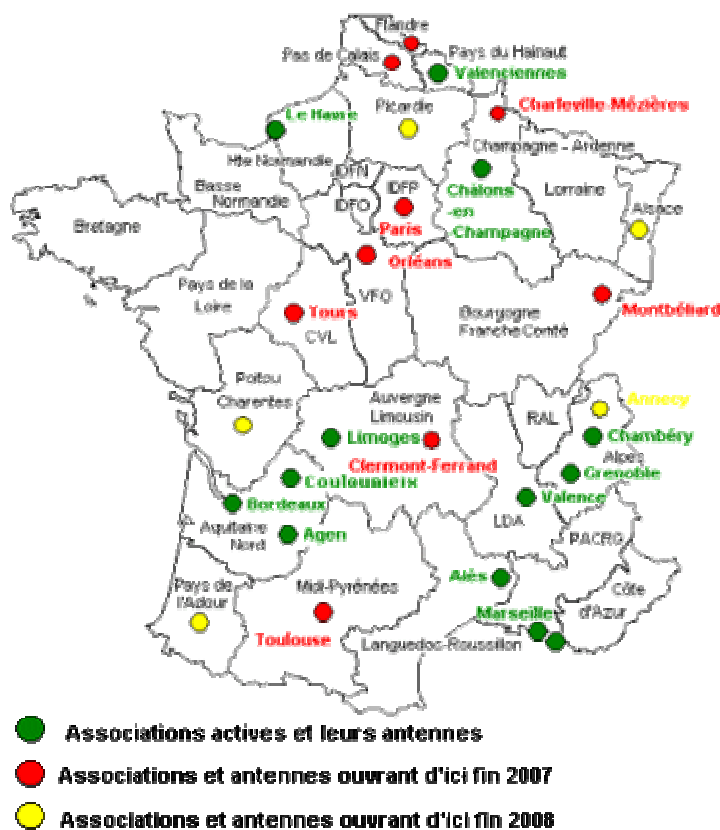 Flandre
Pas de Calais
Pays du Hainaut
Valenciennes
Charleville-Mézières
Picardie
Le Havre
Hte Normandie
Champagne - Ardenne
IDFN
Basse
Normandie
IDFO
IDFP
Châlons
-en
Champagne
Lorraine
Alsace
Paris
Bretagne
Orléans
Pays de la
Loire
VFO
Tours
CVL
Bourgogne
Franche Comté
Montbéliard
Poitou
Charentes
Auvergne
Limousin
RAL
Annecy
Limoges
Clermont-Ferrand
Chambéry
Alpes
Grenoble
Coulounieix
Bordeaux
Valence
LDA
Aquitaine
Nord
Agen
PACRG
Alès
Pays de
l'Adour
Midi-Pyrénées
Côte
d'Azur
Marseille
Toulouse
Languedoc-Roussillon
Associations actives et leurs antennes
Associations et antennes ouvrant d'ici fin 2007
Associations et antennes ouvrant d'ici fin 2008